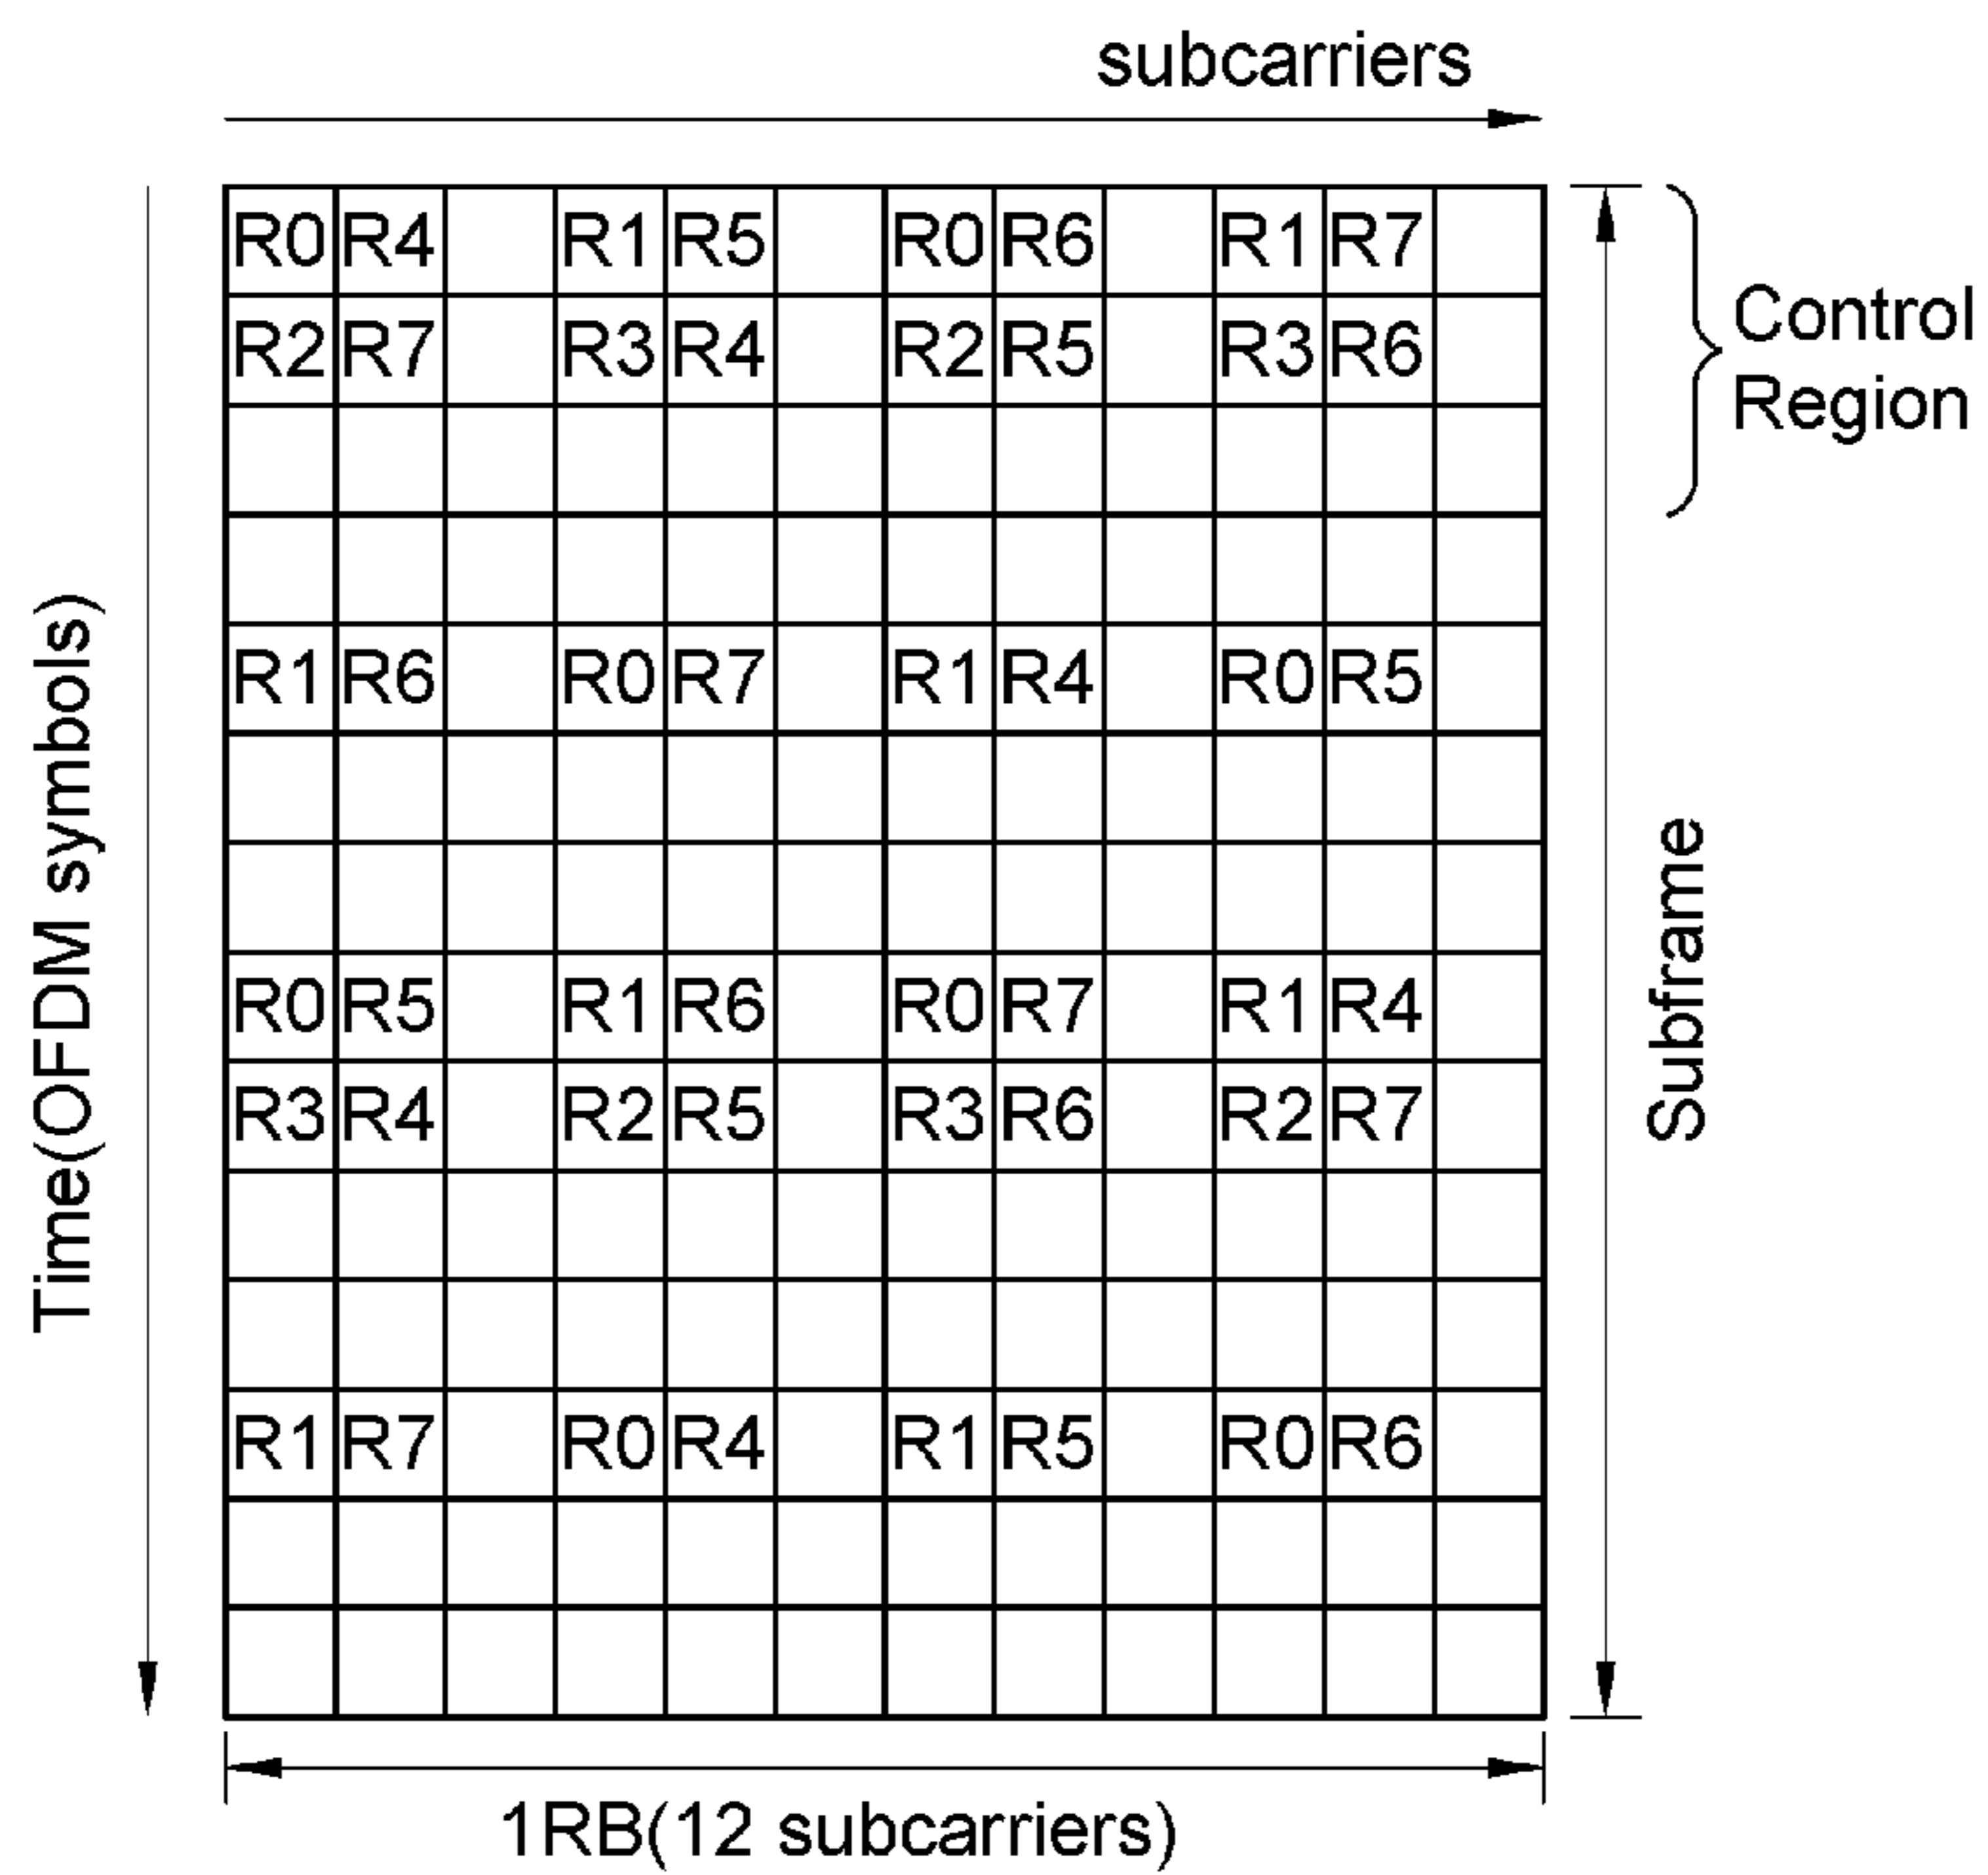 subcarriers
R0 R4 R1 R5 R0 R6 R1 R7
R2 R7 R3 R4 R2 R5 R3 R6
Control
Region
R1 R6 R0 R7 R1 R4 R0 R5
Time(OFDM symbols)
Subframe
R0 R5 R1 R6 R0 R7 R1 R4
R3 R4 R2 R5 R3 R6 R2 R7
R1 R7 R0 R4 R1 R5 R0 R6
1RB(12 subcarriers)